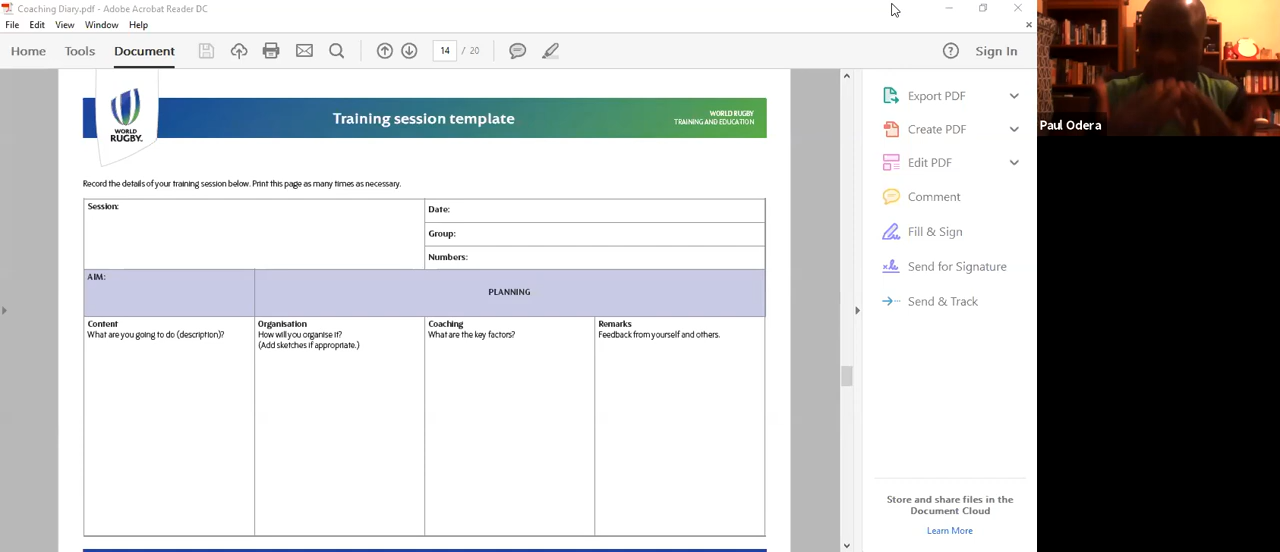 Coaching Diary.pdf - Adobe Acrobat Reader DC
File Edit View Window Help
Home Tools Document 14 / 20 Sign In
WORLD RUGBY.
Training session template
WORLD RUGBY
TRAINING AND EDUCATION
Record the details of your training session below. Print this page as many times as necessary.
Session:
Date:
Group:
Numbers:
AIM:
PLANNING
Content
What are you going to do (description)?
Organisation
How will you organise it?
(Add sketches if appropriate.)
Coaching
What are the key factors?
Remarks
Feedback from yourself and others.
Export PDF
Create PDF
Edit PDF
Comment
Fill & Sign
Send for Signature
Send & Track
Store and share files in the
Document Cloud
Learn More
Paul Odera